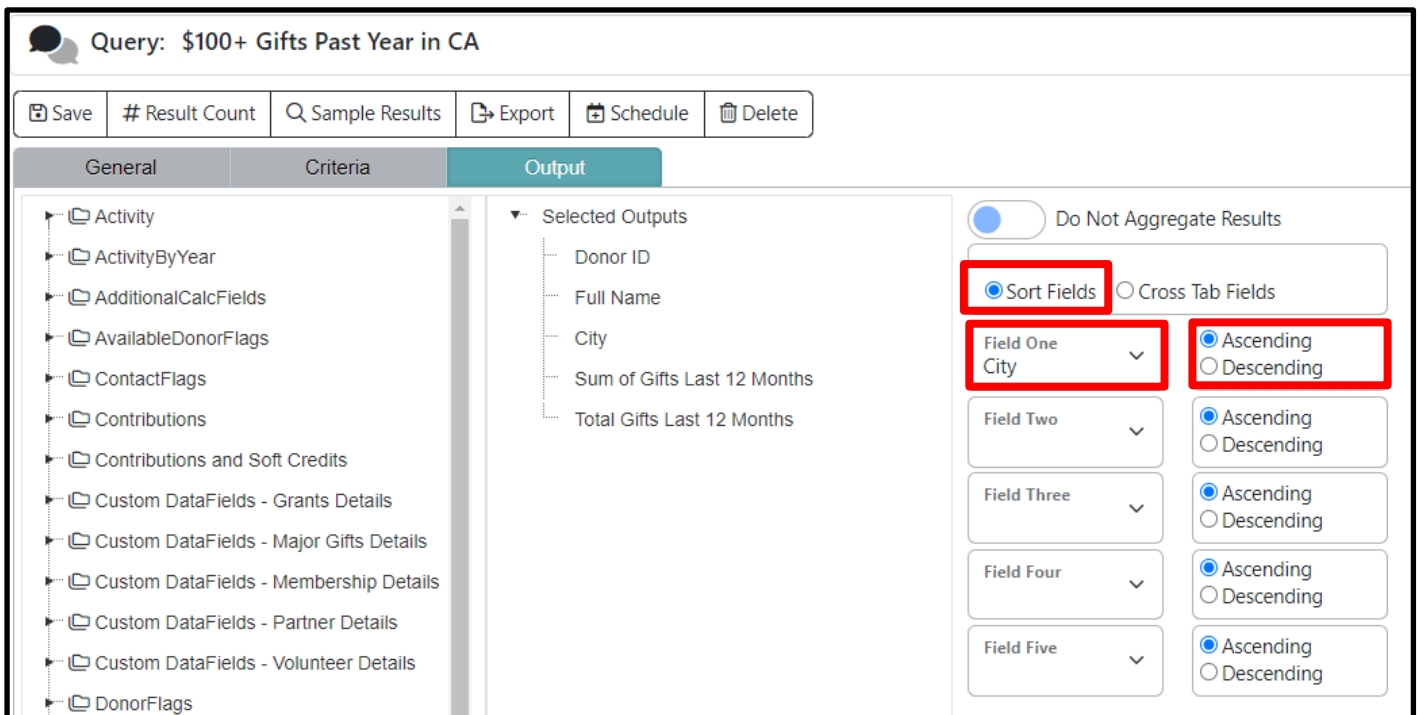 Query: $100+ Gifts Past Year in CA
Save # Result Count Sample Results Export Schedule Delete
General Criteria Output
Activity
ActivityByYear
AdditionalCalcFields
AvailableDonorFlags
ContactFlags
Contributions
Contributions and Soft Credits
Custom DataFields - Grants Details
Custom DataFields - Major Gifts Details
Custom DataFields - Membership Details
Custom DataFields - Partner Details
Custom DataFields - Volunteer Details
DonorFlags
Selected Outputs
Donor ID
Full Name
City
Sum of Gifts Last 12 Months
Total Gifts Last 12 Months
Do Not Aggregate Results
Sort Fields Cross Tab Fields
Field One
City
Ascending
Descending
Field Two
Ascending
Descending
Field Three
Ascending
Descending
Field Four
Ascending
Descending
Field Five
Ascending
Descending